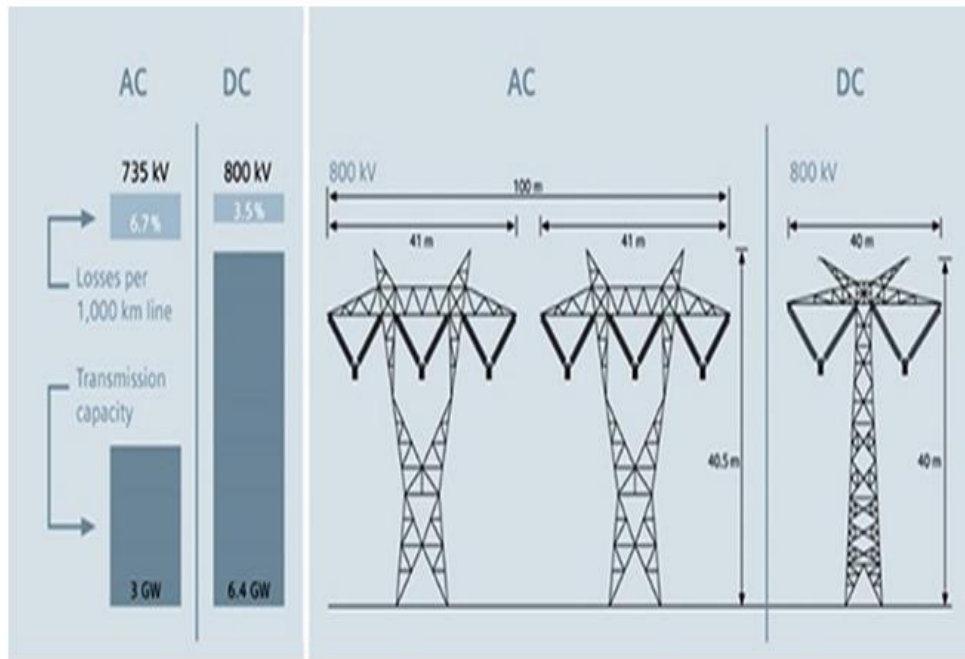 AC
DC
735 kV
800 kV
6.7%
3.5%
Losses per
1,000 km line
Transmission
capacity
3 GW
6.4 GW
AC
DC
800 kV
800 kV
100 m
41 m
41 m
40 m
40.5 m
40 m